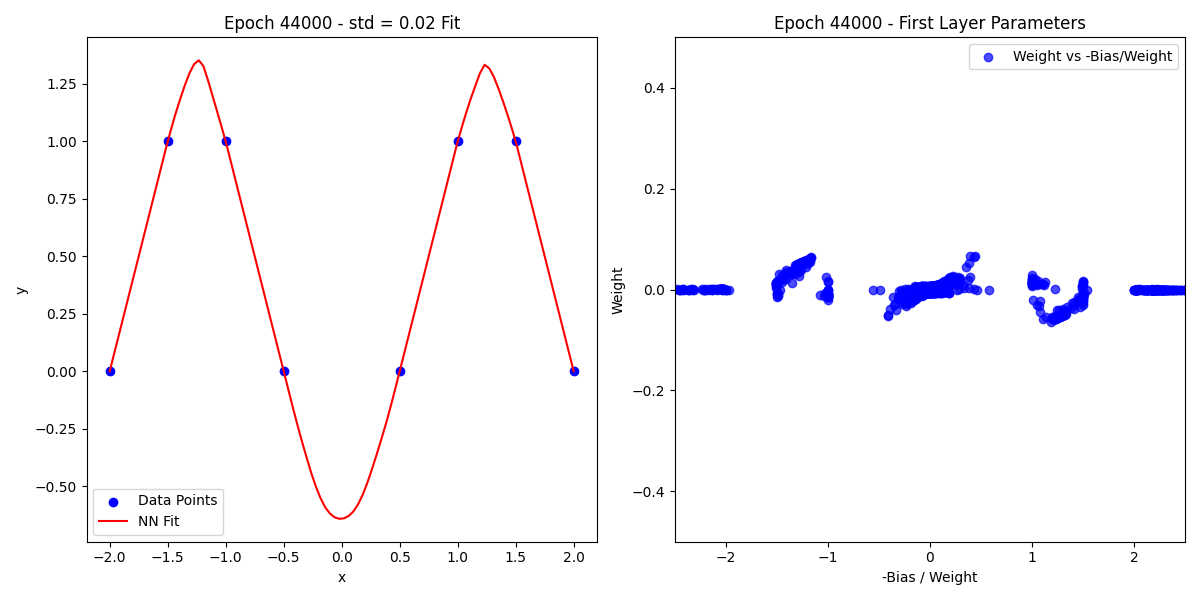 Epoch 44000 - std = 0.02 Fit
1.25
1.00
0.75
0.50
0.25
0.00
−0.25
−0.50
y
Data Points
NN Fit
−2.0 −1.5 −1.0 −0.5 0.0 0.5 1.0 1.5 2.0
x
Epoch 44000 - First Layer Parameters
Weight vs -Bias/Weight
0.4
0.2
0.0
−0.2
−0.4
Weight
−2 −1 0 1 2
-Bias / Weight